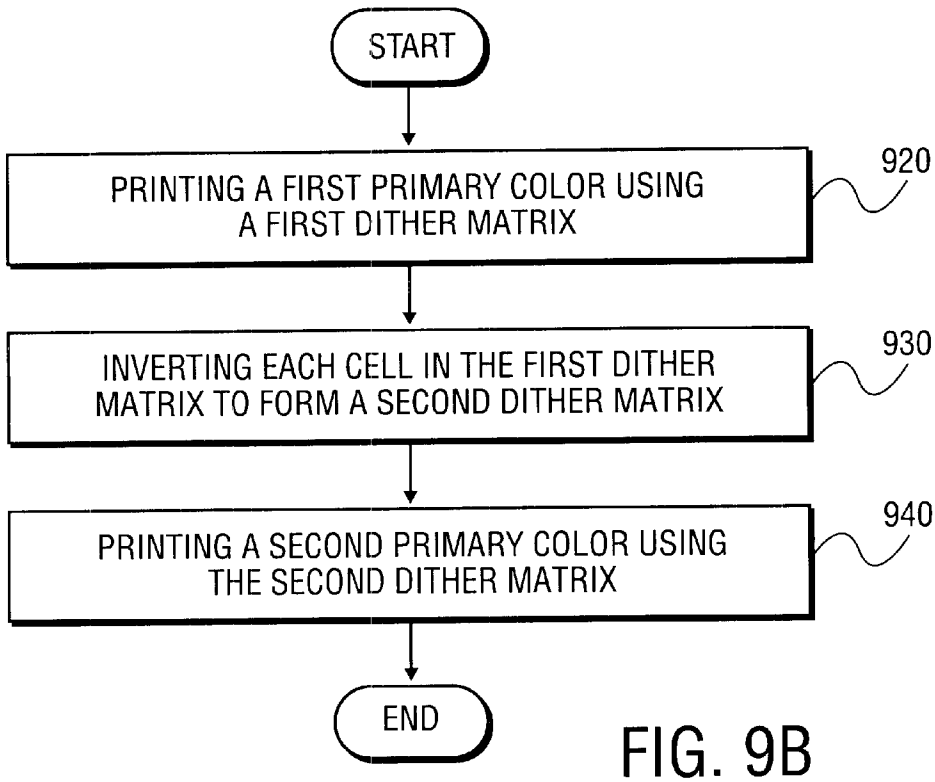 START
PRINTING A FIRST PRIMARY COLOR USING
A FIRST DITHER MATRIX
920
INVERTING EACH CELL IN THE FIRST DITHER
MATRIX TO FORM A SECOND DITHER MATRIX
930
PRINTING A SECOND PRIMARY COLOR USING
THE SECOND DITHER MATRIX
940
END
FIG. 9B